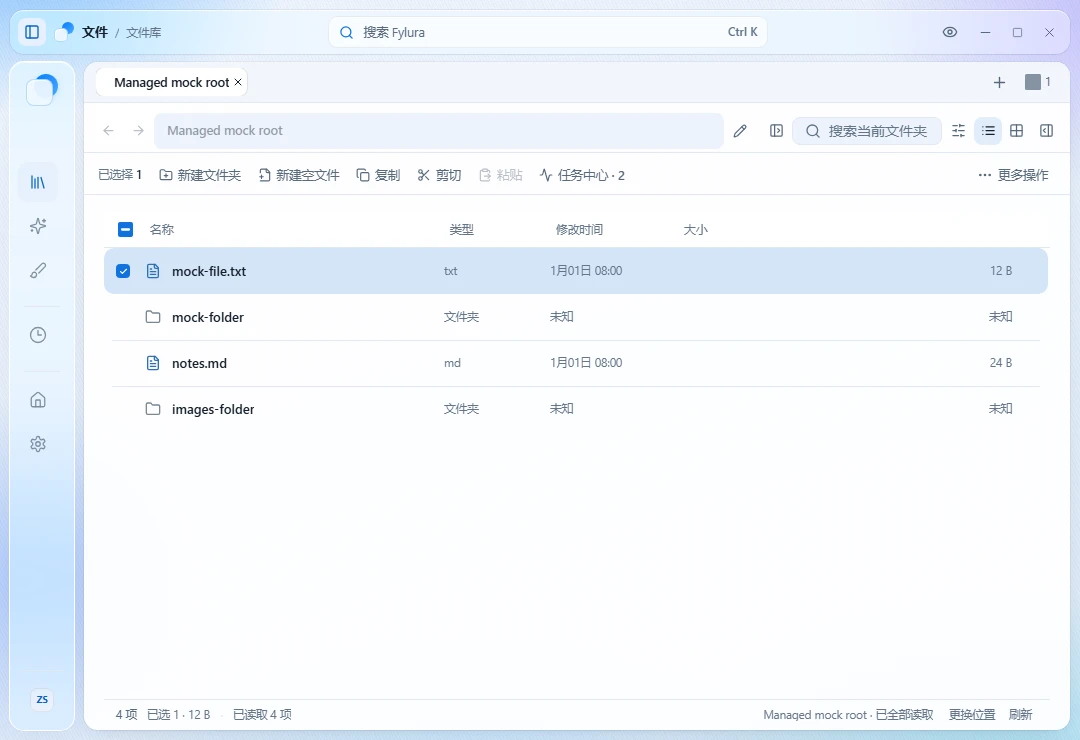 文件 / 文件库
搜索 Fylura Ctrl K
Managed mock root
1
Managed mock root
搜索当前文件夹
已选择 1 新建文件夹 新建空文件 复制 剪切 粘贴 任务中心 · 2 更多操作
名称 类型 修改时间 大小
mock-file.txt txt 1月01日 08:00 12 B
mock-folder 文件夹 未知 未知
notes.md md 1月01日 08:00 24 B
images-folder 文件夹 未知 未知
ZS
4 项 已选 1 · 12 B · 已读取 4 项 Managed mock root · 已全部读取 更换位置 刷新